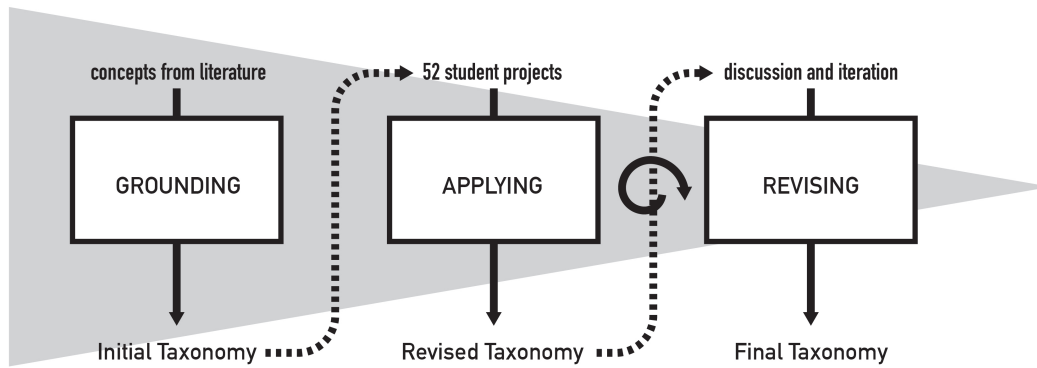 concepts from literature
52 student projects
discussion and iteration
GROUNDING
APPLYING
REVISING
Initial Taxonomy
Revised Taxonomy
Final Taxonomy